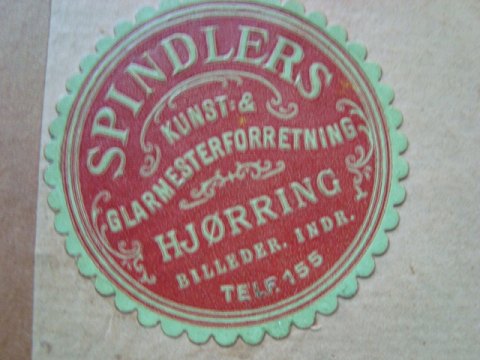 SPINDLERS
KUNST- &
GLARMESTERFORRETNING
HJØRRING
BILLEDER. INDR.
TELF. 155